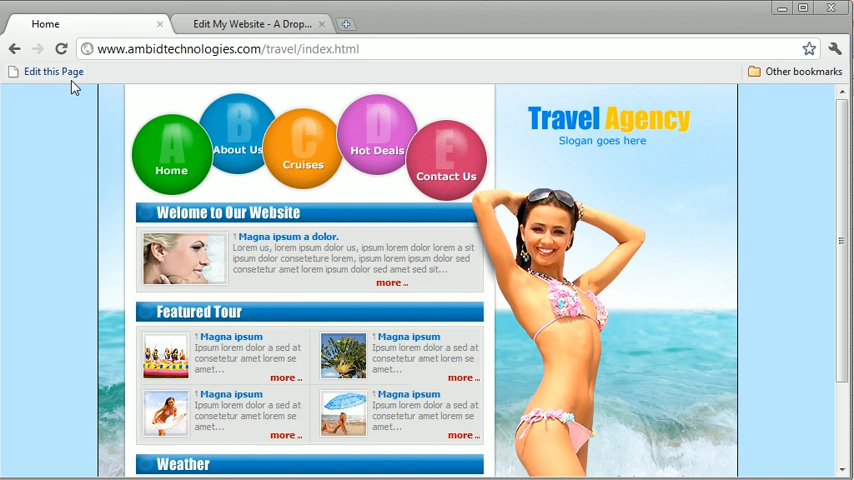 Home
Edit My Website - A Drop...
www.ambidtechnologies.com/travel/index.html
Edit this Page
Other bookmarks
A
Home
B
About Us
C
Cruises
D
Hot Deals
E
Contact Us
Travel Agency
Slogan goes here
Welome to Our Website
Magna ipsum a dolor.
Lorem us, lorem ipsum dolor us, ipsum lorem dolor lorem a sit
ipsum dolor conseteture lorem ipsum, lorem ipsum dolor sed
consetetur amet lorem ipsum dolor sed amet sed sit...
more ..
Featured Tour
Magna ipsum
Ipsum lorem dolor a sed at
consetetur amet lorem se
amet...
more ..
Magna ipsum
Ipsum lorem dolor a sed at
consetetur amet lorem se
amet...
more ..
Magna ipsum
Ipsum lorem dolor a sed at
consetetur amet lorem se
amet...
more ..
Magna ipsum
Ipsum lorem dolor a sed at
consetetur amet lorem se
amet...
more ..
Weather